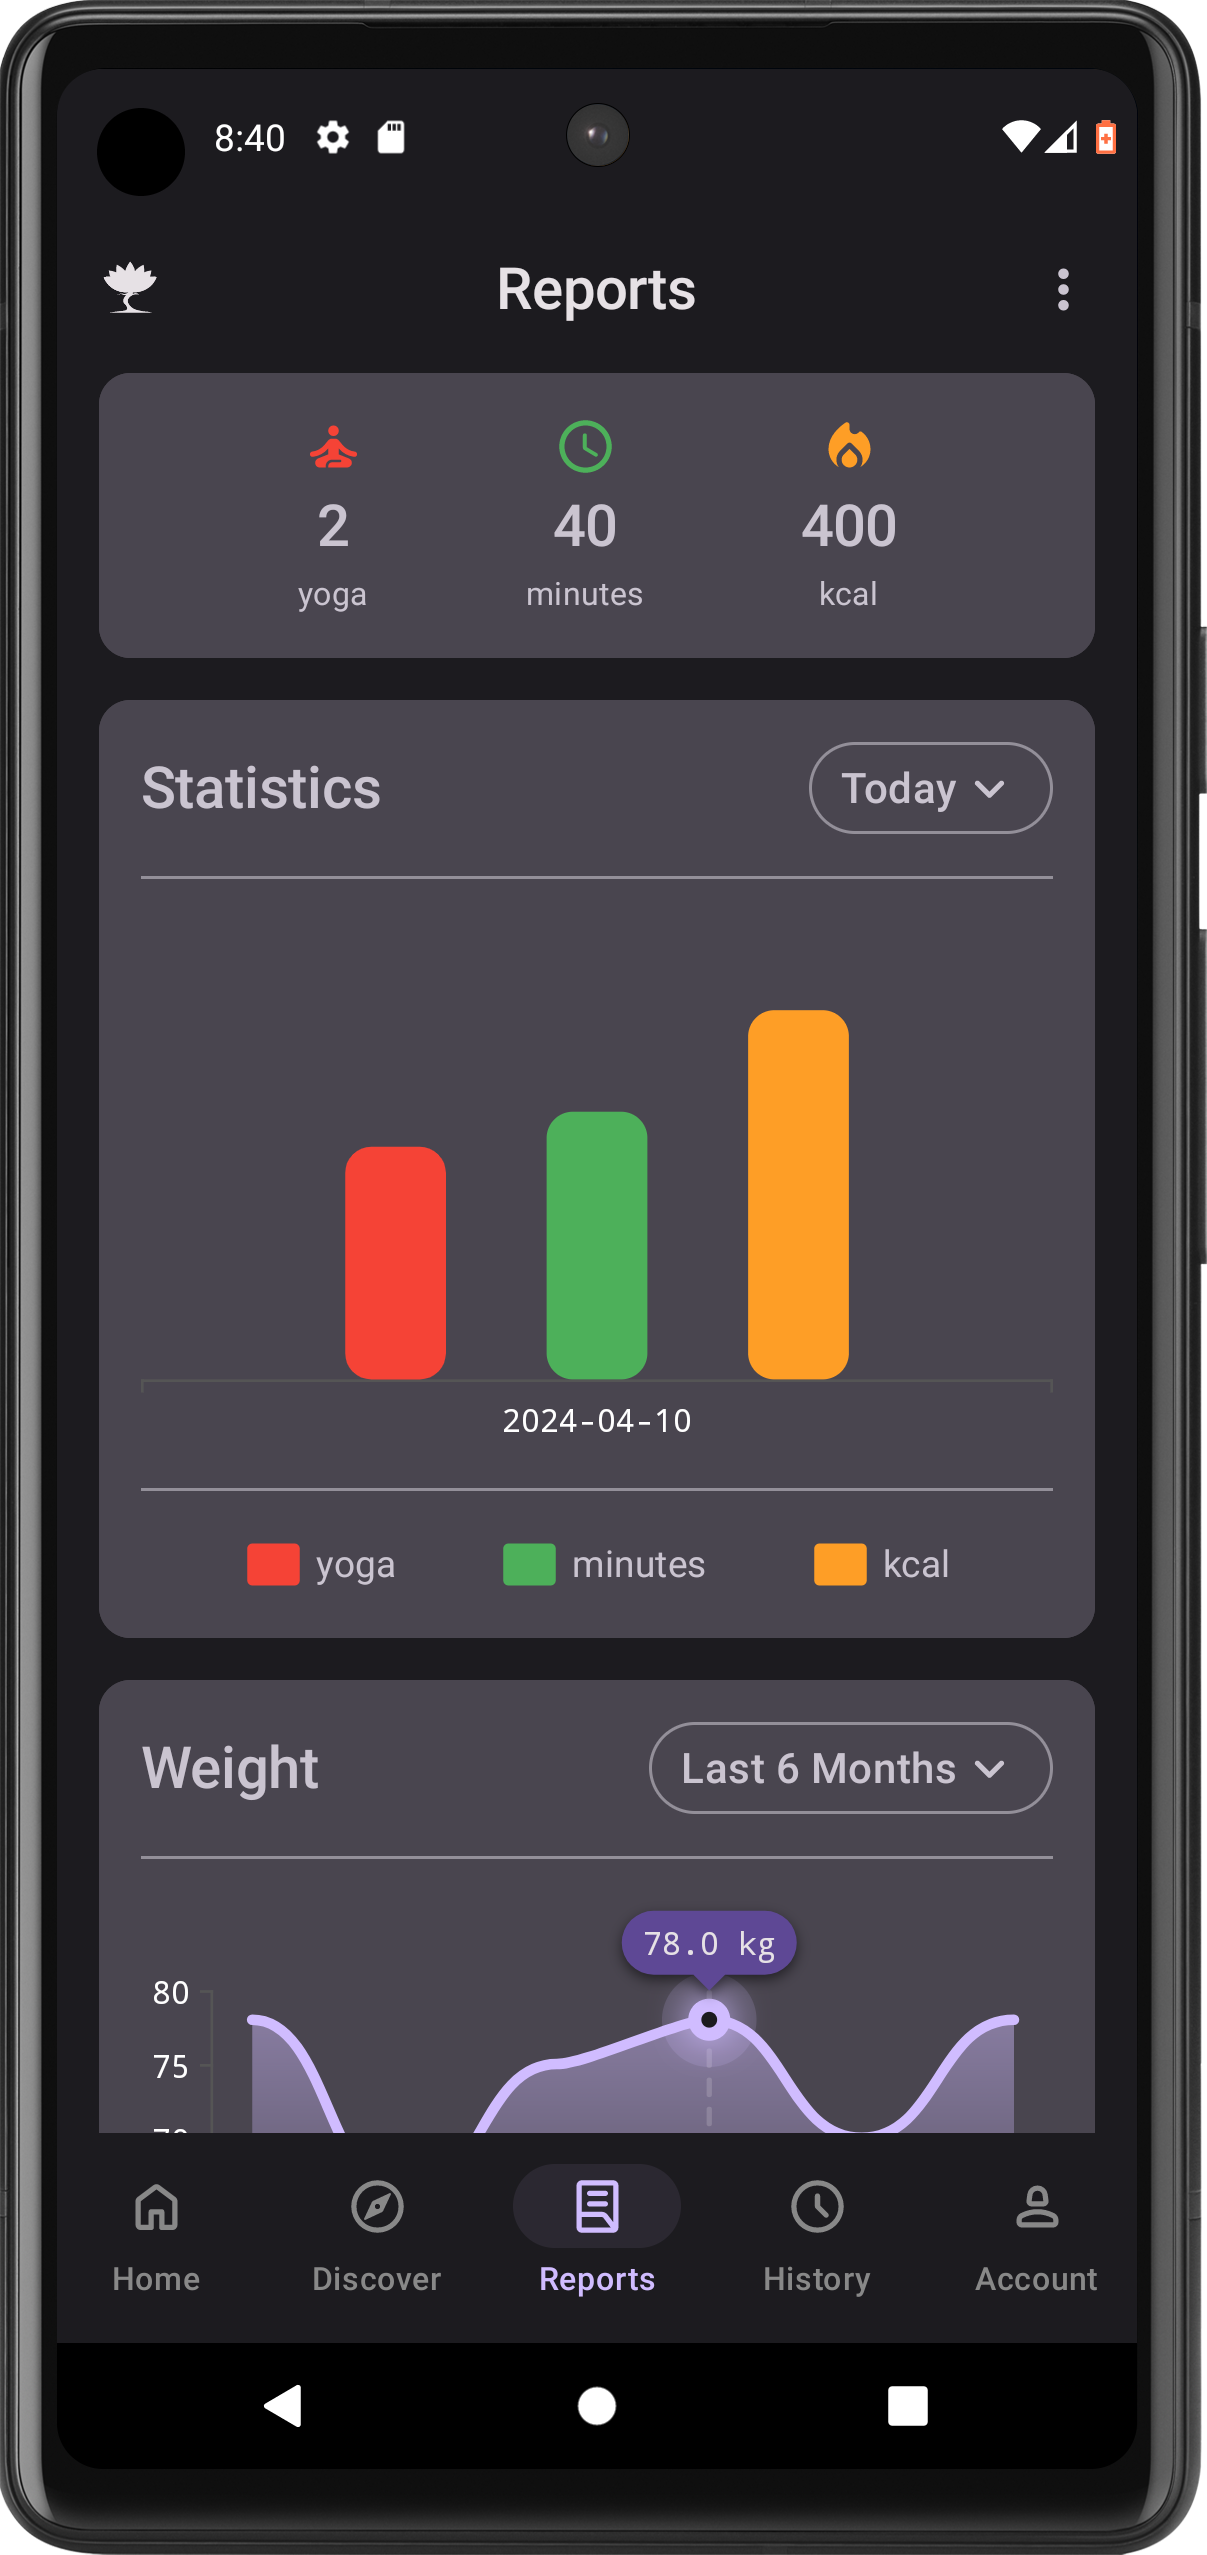 8:40
Reports
2 40 400
yoga minutes kcal
Statistics Today
2024-04-10
yoga minutes kcal
Weight Last 6 Months
78.0 kg
80
75
Home Discover Reports History Account